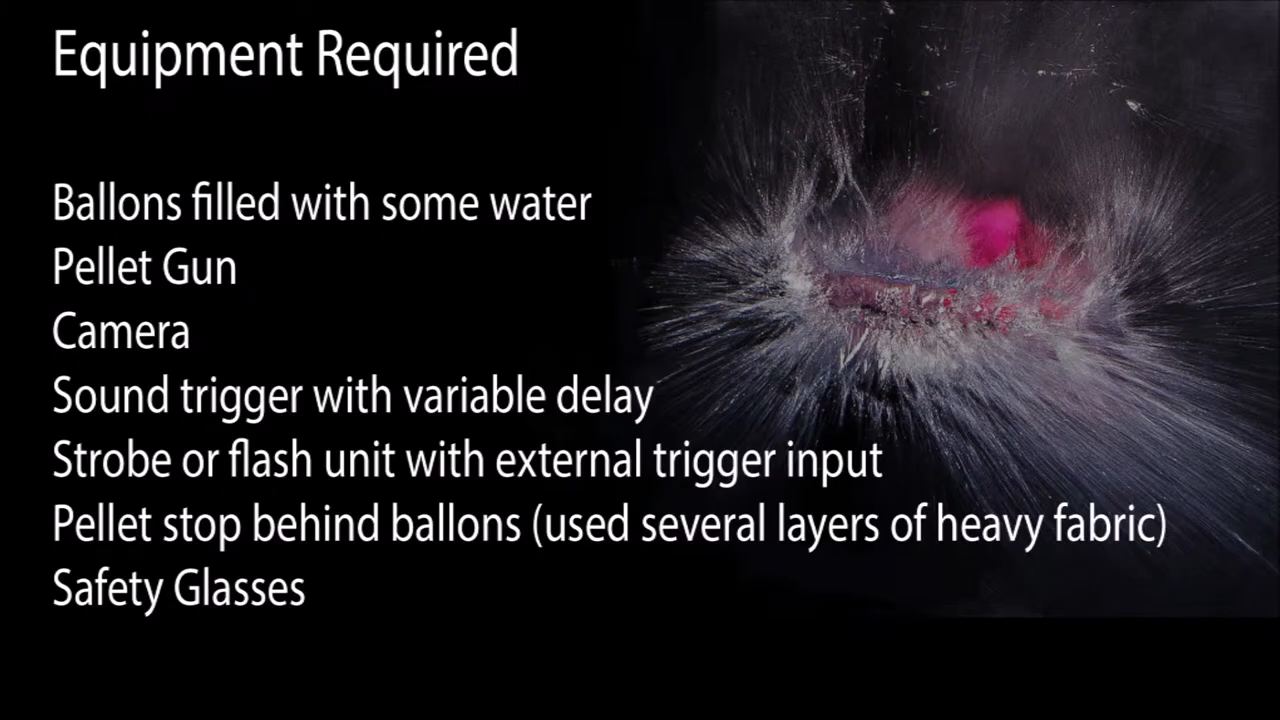 Equipment Required
Ballons filled with some water
Pellet Gun
Camera
Sound trigger with variable delay
Strobe or flash unit with external trigger input
Pellet stop behind ballons (used several layers of heavy fabric)
Safety Glasses